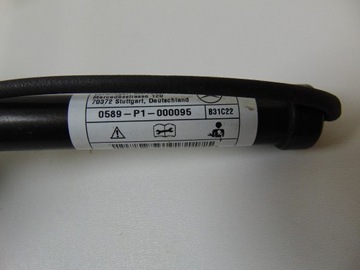 Mercedesstrasse 120
70372 Stuttgart, Deutschland
0589-P1-000095
B31C22